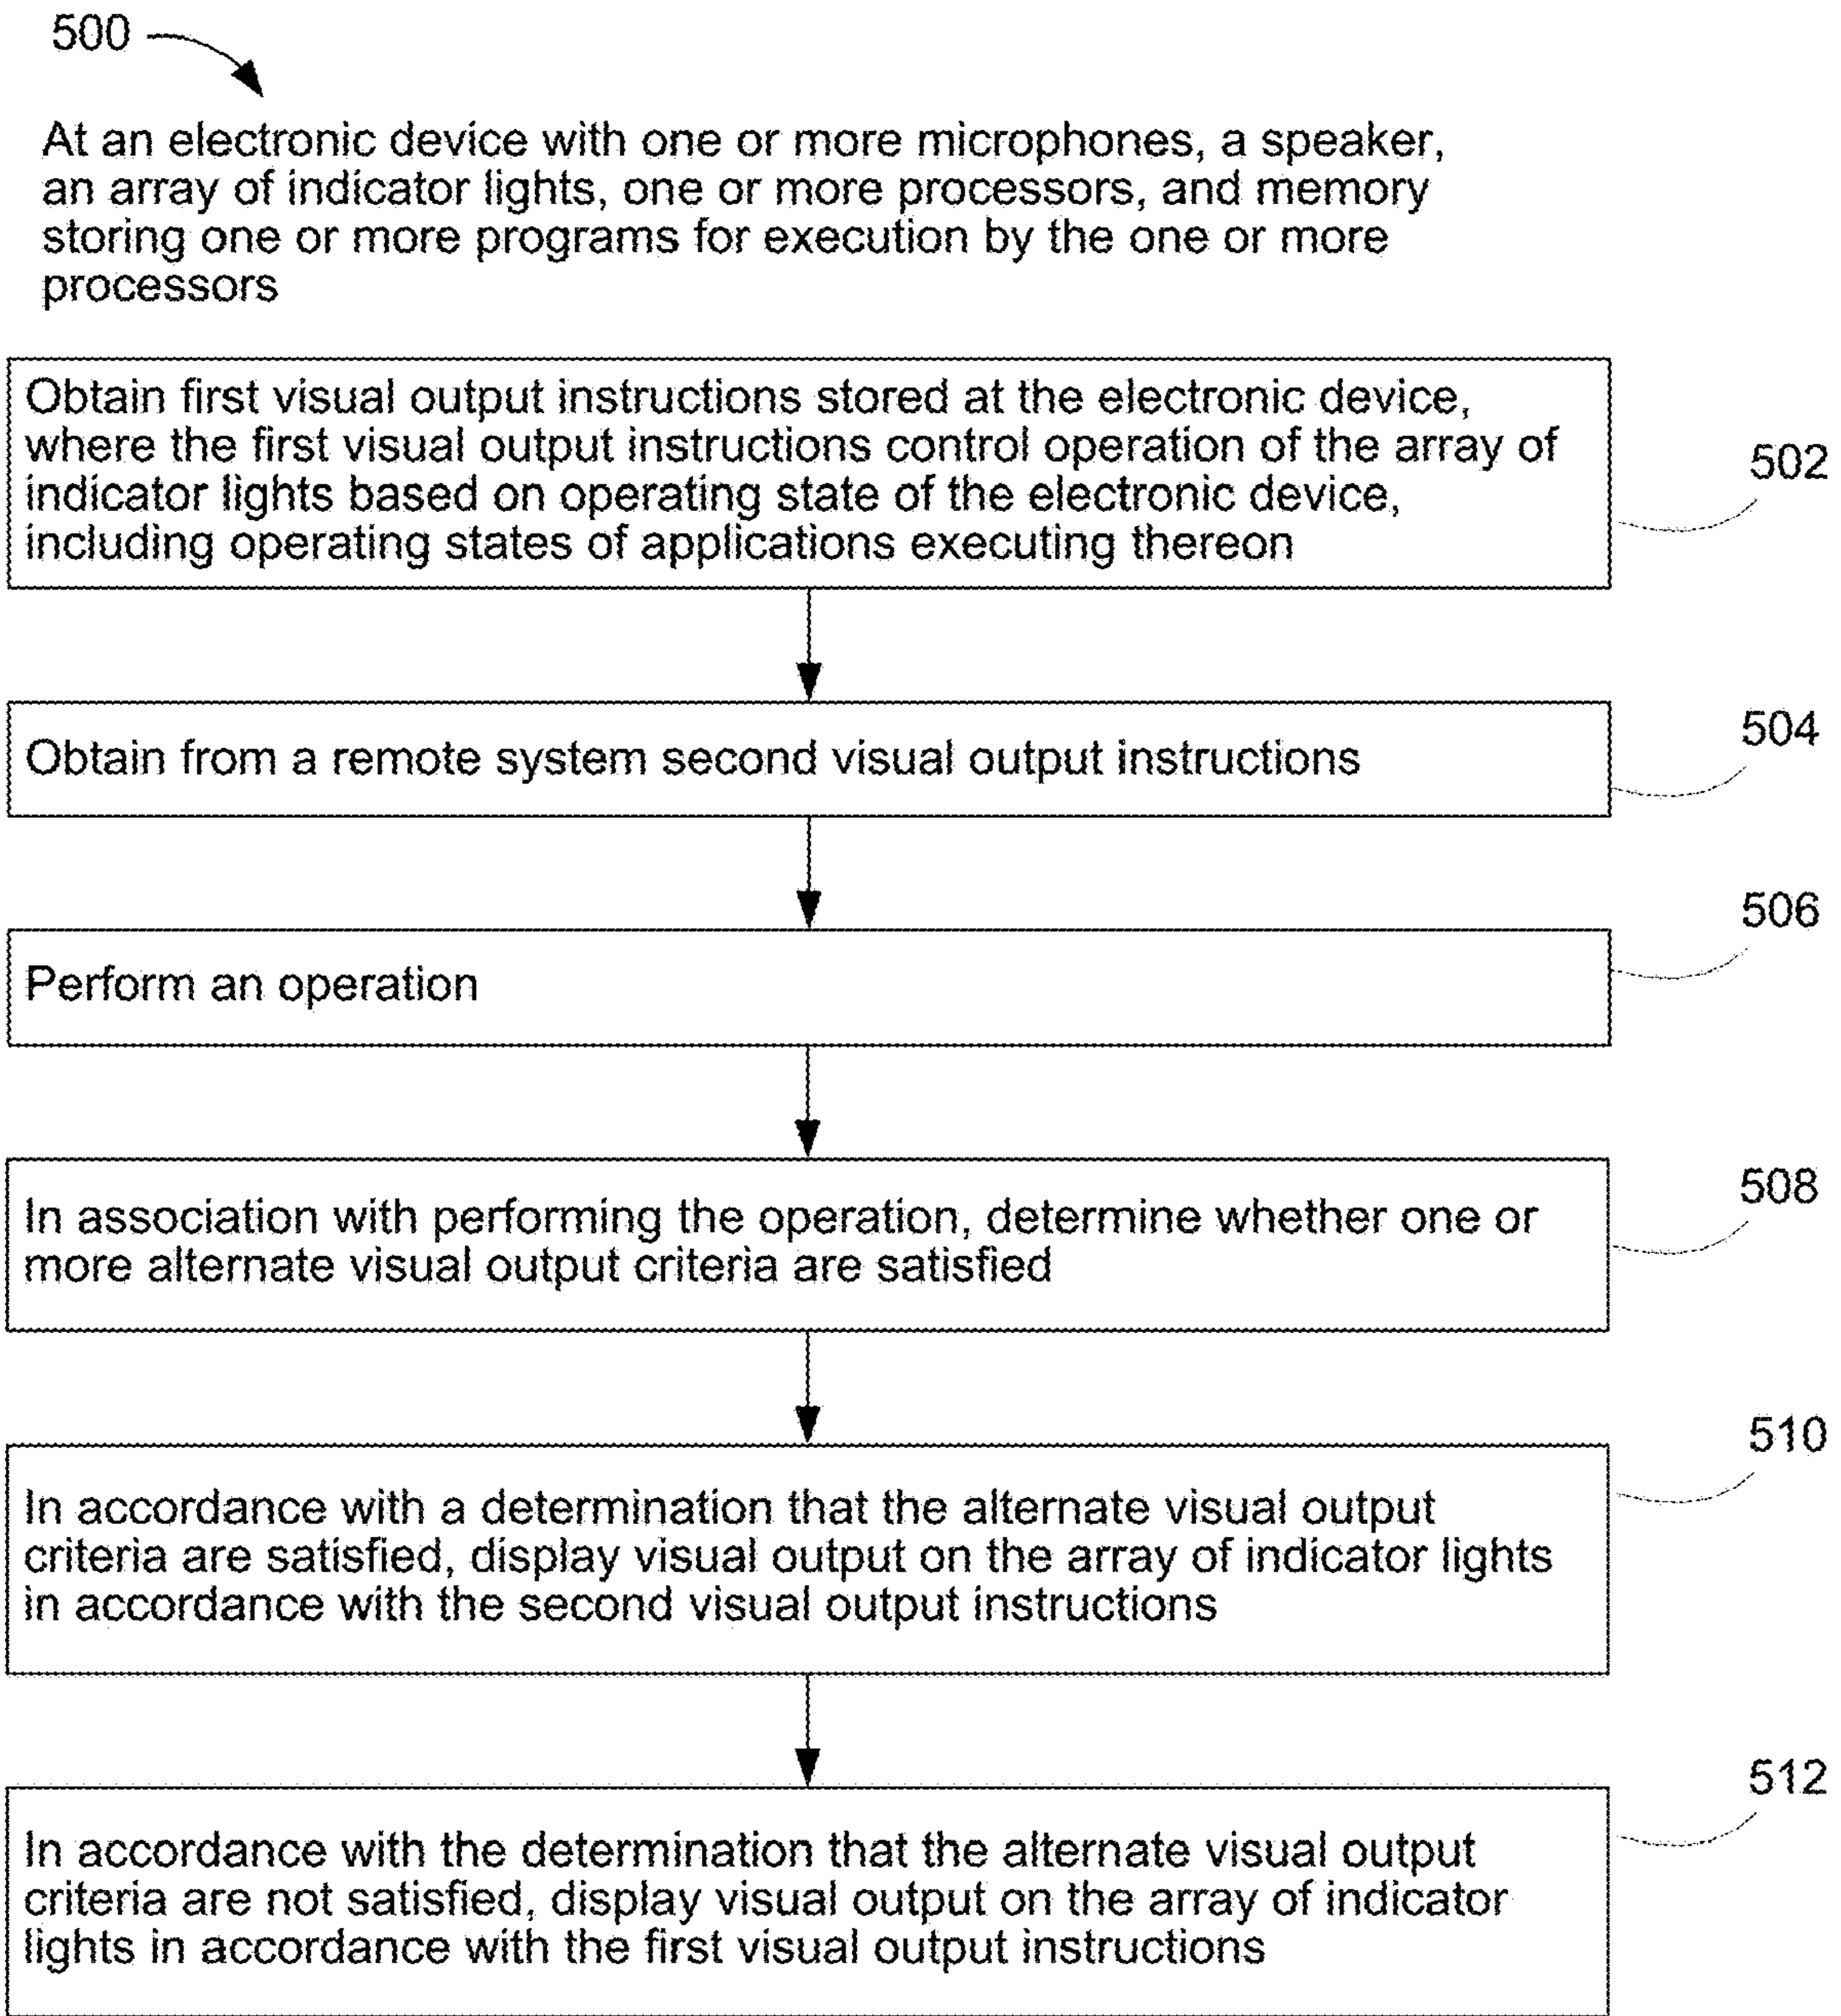 500
At an electronic device with one or more microphones, a speaker,
an array of indicator lights, one or more processors, and memory
storing one or more programs for execution by the one or more
processors
Obtain first visual output instructions stored at the electronic device,
where the first visual output instructions control operation of the array of
indicator lights based on operating state of the electronic device,
including operating states of applications executing thereon
502
Obtain from a remote system second visual output instructions
504
Perform an operation
506
In association with performing the operation, determine whether one or
more alternate visual output criteria are satisfied
508
In accordance with a determination that the alternate visual output
criteria are satisfied, display visual output on the array of indicator lights
in accordance with the second visual output instructions
510
In accordance with the determination that the alternate visual output
criteria are not satisfied, display visual output on the array of indicator
lights in accordance with the first visual output instructions
512